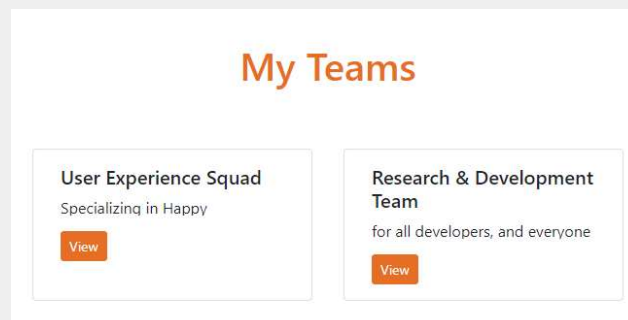 My Teams
User Experience Squad
Specializing in Happy
View
Research & Development
Team
for all developers, and everyone
View